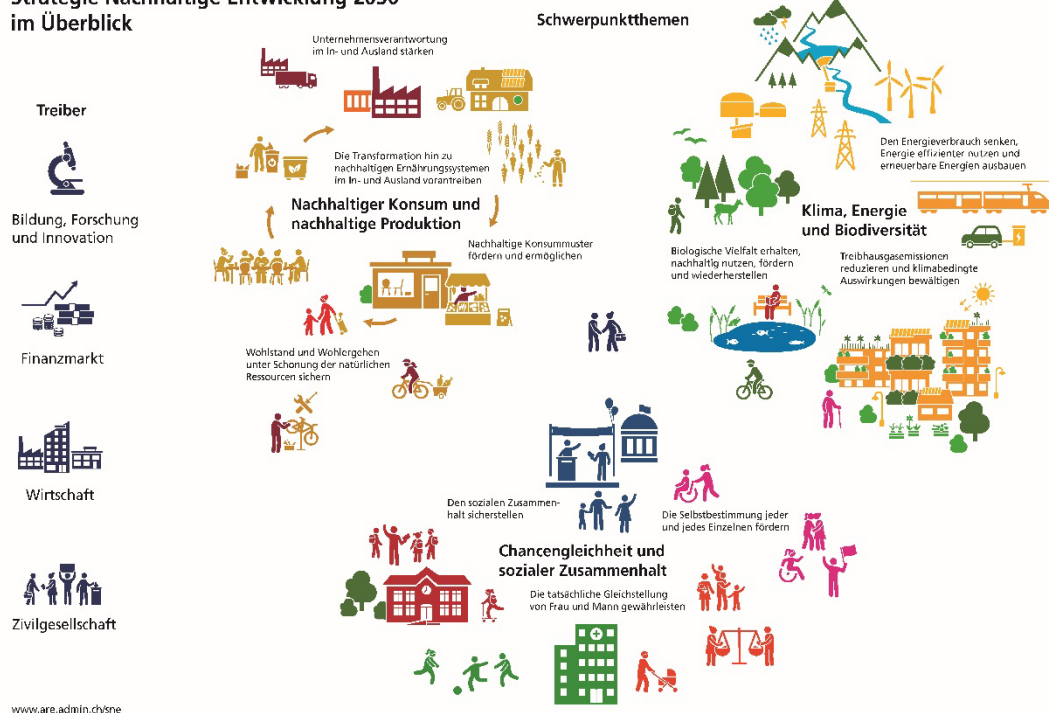 Strategie Nachhaltige Entwicklung 2030
im Überblick
Schwerpunktthemen
Treiber
Bildung, Forschung
und Innovation
Finanzmarkt
Wirtschaft
Zivilgesellschaft
Unternehmensverantwortung
im In- und Ausland stärken
Die Transformation hin zu
nachhaltigen Ernährungssystemen
im In- und Ausland vorantreiben
Nachhaltiger Konsum und
nachhaltige Produktion
Nachhaltige Konsummuster
fördern und ermöglichen
Wohlstand und Wohlergehen
unter Schonung der natürlichen
Ressourcen sichern
Den Energieverbrauch senken,
Energie effizienter nutzen und
erneuerbare Energien ausbauen
Klima, Energie
und Biodiversität
Biologische Vielfalt erhalten,
nachhaltig nutzen, fördern
und wiederherstellen
Treibhausgasemissionen
reduzieren und klimabedingte
Auswirkungen bewältigen
Den sozialen Zusammen-
halt sicherstellen
Die Selbstbestimmung jeder
und jedes Einzelnen fördern
Chancengleichheit und
sozialer Zusammenhalt
Die tatsächliche Gleichstellung
von Frau und Mann gewährleisten
www.are.admin.ch/sne